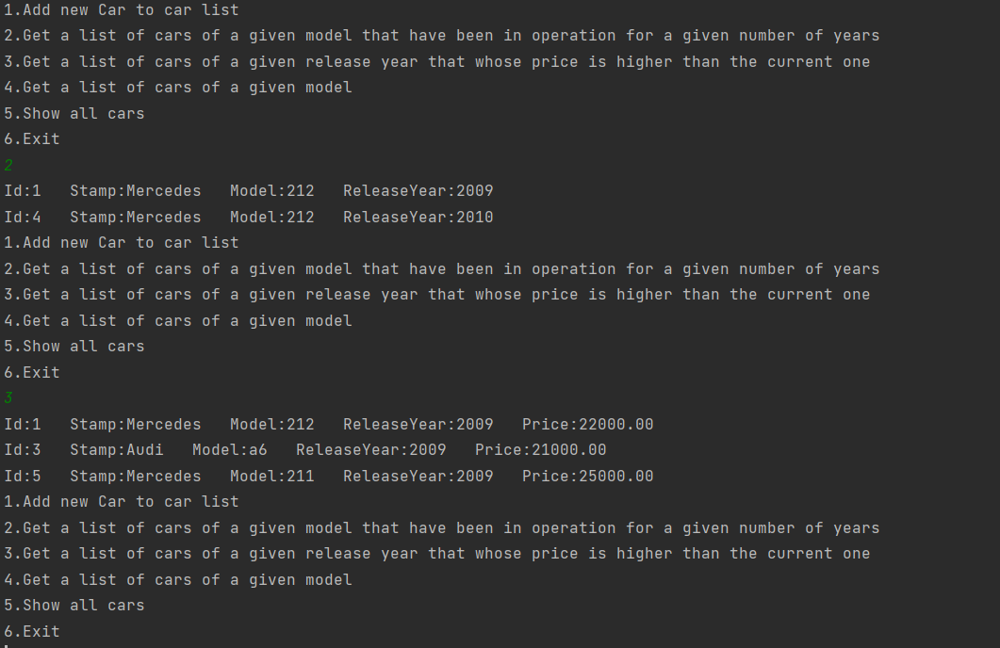 1.Add new Car to car list
2.Get a list of cars of a given model that have been in operation for a given number of years
3.Get a list of cars of a given release year that whose price is higher than the current one
4.Get a list of cars of a given model
5.Show all cars
6.Exit
2
Id:1   Stamp:Mercedes   Model:212   ReleaseYear:2009
Id:4   Stamp:Mercedes   Model:212   ReleaseYear:2010
1.Add new Car to car list
2.Get a list of cars of a given model that have been in operation for a given number of years
3.Get a list of cars of a given release year that whose price is higher than the current one
4.Get a list of cars of a given model
5.Show all cars
6.Exit
3
Id:1   Stamp:Mercedes   Model:212   ReleaseYear:2009   Price:22000.00
Id:3   Stamp:Audi   Model:a6   ReleaseYear:2009   Price:21000.00
Id:5   Stamp:Mercedes   Model:211   ReleaseYear:2009   Price:25000.00
1.Add new Car to car list
2.Get a list of cars of a given model that have been in operation for a given number of years
3.Get a list of cars of a given release year that whose price is higher than the current one
4.Get a list of cars of a given model
5.Show all cars
6.Exit